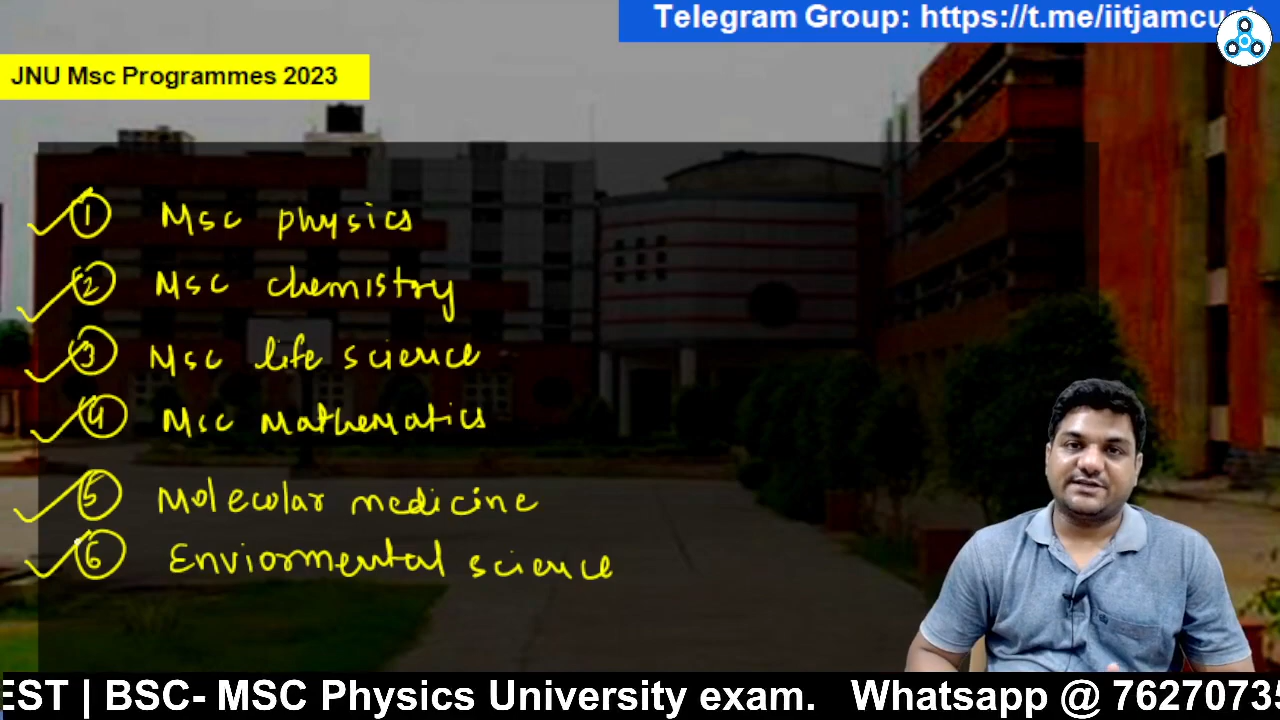 Telegram Group: https://t.me/iitjamcu
JNU Msc Programmes 2023
1 Msc physics
2 Msc chemistry
3 Msc life science
4 Msc Mathematics
5 Molecular medicine
6 Enviormental science
EST | BSC- MSC Physics University exam. Whatsapp @ 7627073